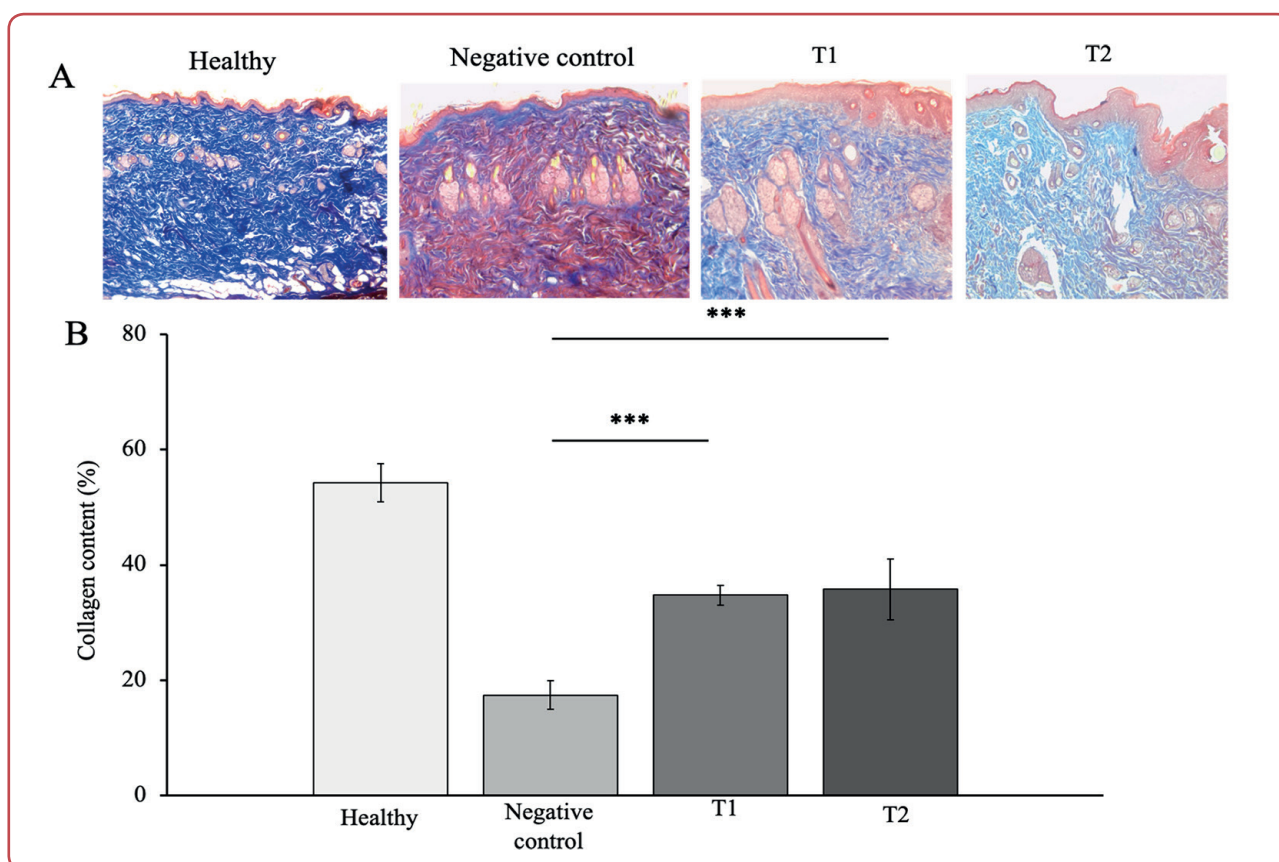 A
Healthy
Negative control
T1
T2
B
***
***
Collagen content (%)
80
60
40
20
0
Healthy
Negative
control
T1
T2